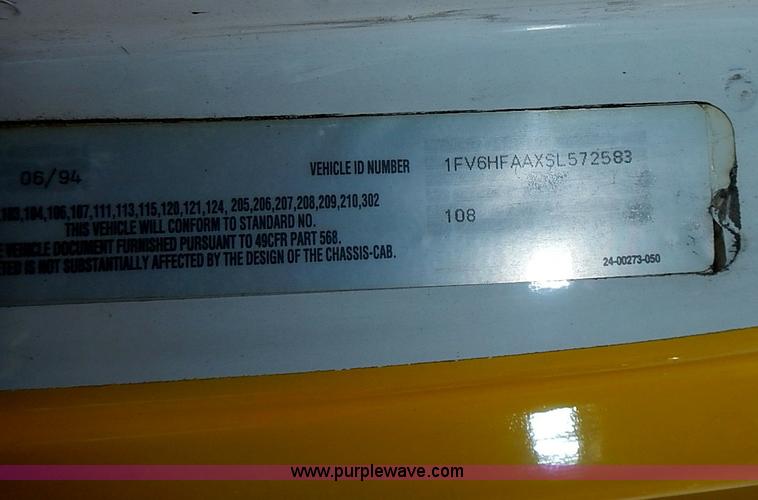 06/94 VEHICLE ID NUMBER 1FV6HFAAXSL572583
103,104,106,107,111,113,115,120,121,124, 205,206,207,208,209,210,302
THIS VEHICLE WILL CONFORM TO STANDARD NO. 108
VEHICLE DOCUMENT FURNISHED PURSUANT TO 49CFR PART 568.
IS NOT SUBSTANTIALLY AFFECTED BY THE DESIGN OF THE CHASSIS-CAB.
24-00273-050
www.purplewave.com